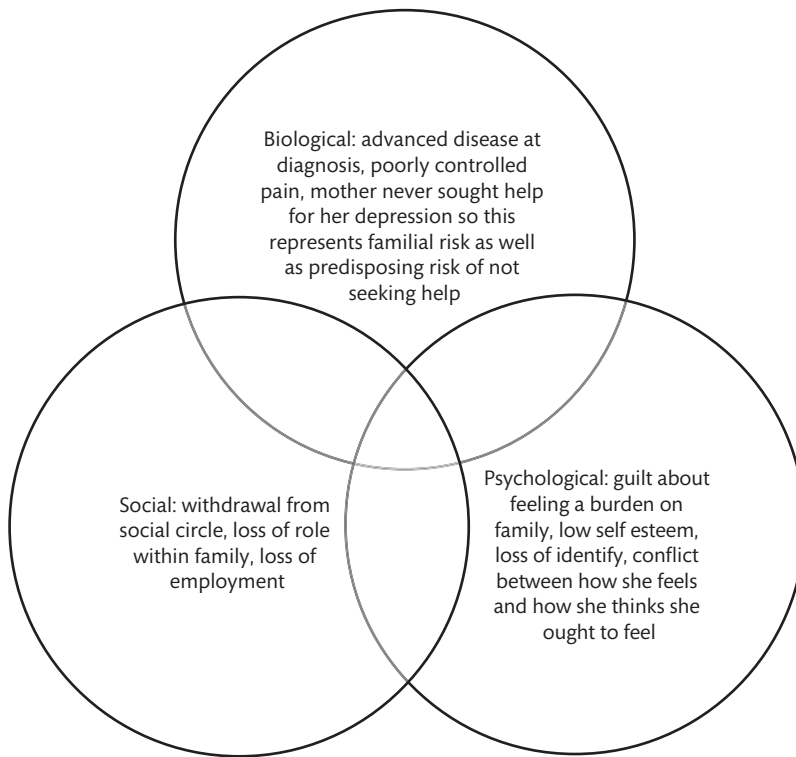 Biological: advanced disease at
diagnosis, poorly controlled
pain, mother never sought help
for her depression so this
represents familial risk as well
as predisposing risk of not
seeking help
Social: withdrawal from
social circle, loss of role
within family, loss of
employment
Psychological: guilt about
feeling a burden on
family, low self esteem,
loss of identify, conflict
between how she feels
and how she thinks she
ought to feel